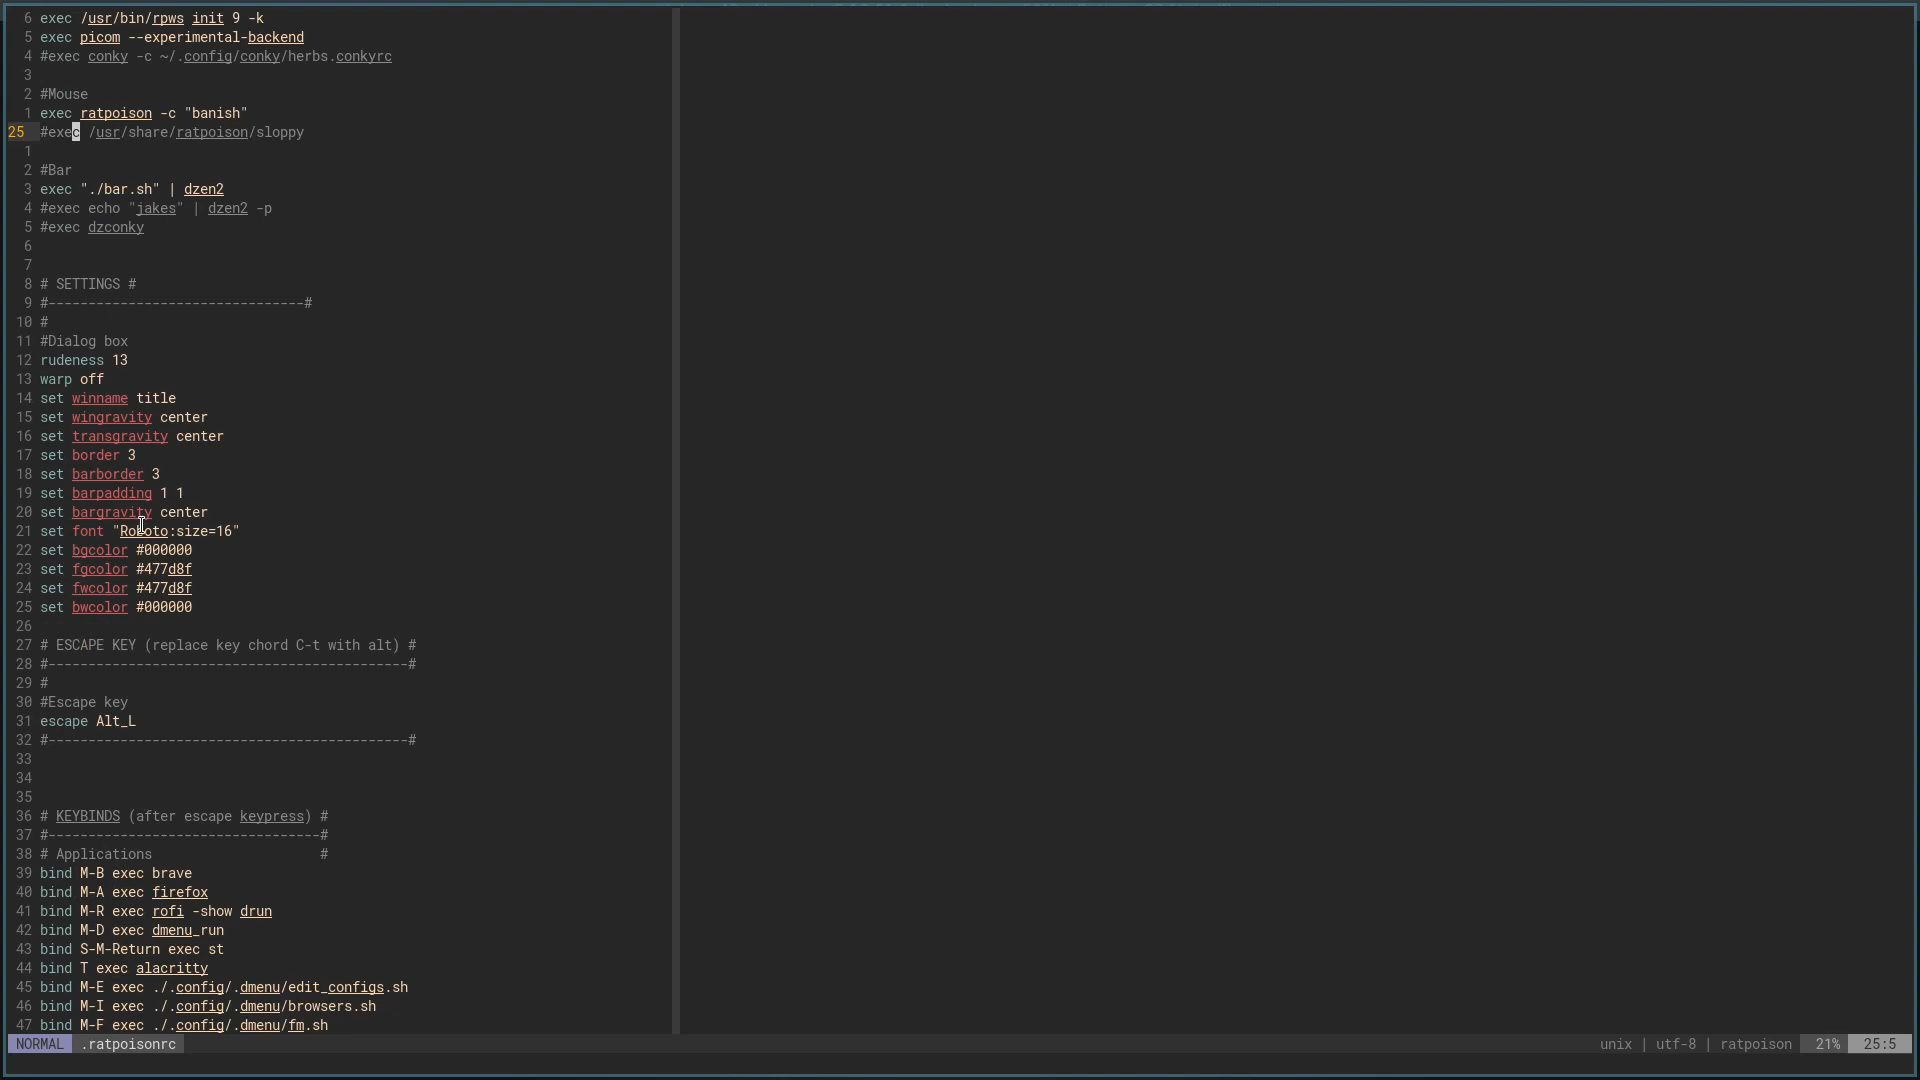 6 exec /usr/bin/rpws init 9 -k
5 exec picom --experimental-backend
4 #exec conky -c ~/.config/conky/herbs.conkyrc
3
2 #Mouse
1 exec ratpoison -c "banish"
25 #exec /usr/share/ratpoison/sloppy
1
2 #Bar
3 exec "./bar.sh" | dzen2
4 #exec echo "jakes" | dzen2 -p
5 #exec dzconky
6
7
8 # SETTINGS #
9 #--------------------------------#
10 #
11 #Dialog box
12 rudeness 13
13 warp off
14 set winname title
15 set wingravity center
16 set transgravity center
17 set border 3
18 set barborder 3
19 set barpadding 1 1
20 set bargravity center
21 set font "Roboto:size=16"
22 set bgcolor #000000
23 set fgcolor #477d8f
24 set fwcolor #477d8f
25 set bwcolor #000000
26
27 # ESCAPE KEY (replace key chord C-t with alt) #
28 #---------------------------------------------#
29 #
30 #Escape key
31 escape Alt_L
32 #---------------------------------------------#
33
34
35
36 # KEYBINDS (after escape keypress) #
37 #----------------------------------#
38 # Applications                     #
39 bind M-B exec brave
40 bind M-A exec firefox
41 bind M-R exec rofi -show drun
42 bind M-D exec dmenu_run
43 bind S-M-Return exec st
44 bind T exec alacritty
45 bind M-E exec ./.config/.dmenu/edit_configs.sh
46 bind M-I exec ./.config/.dmenu/browsers.sh
47 bind M-F exec ./.config/.dmenu/fm.sh
NORMAL .ratpoisonrc unix | utf-8 | ratpoison 21% 25:5